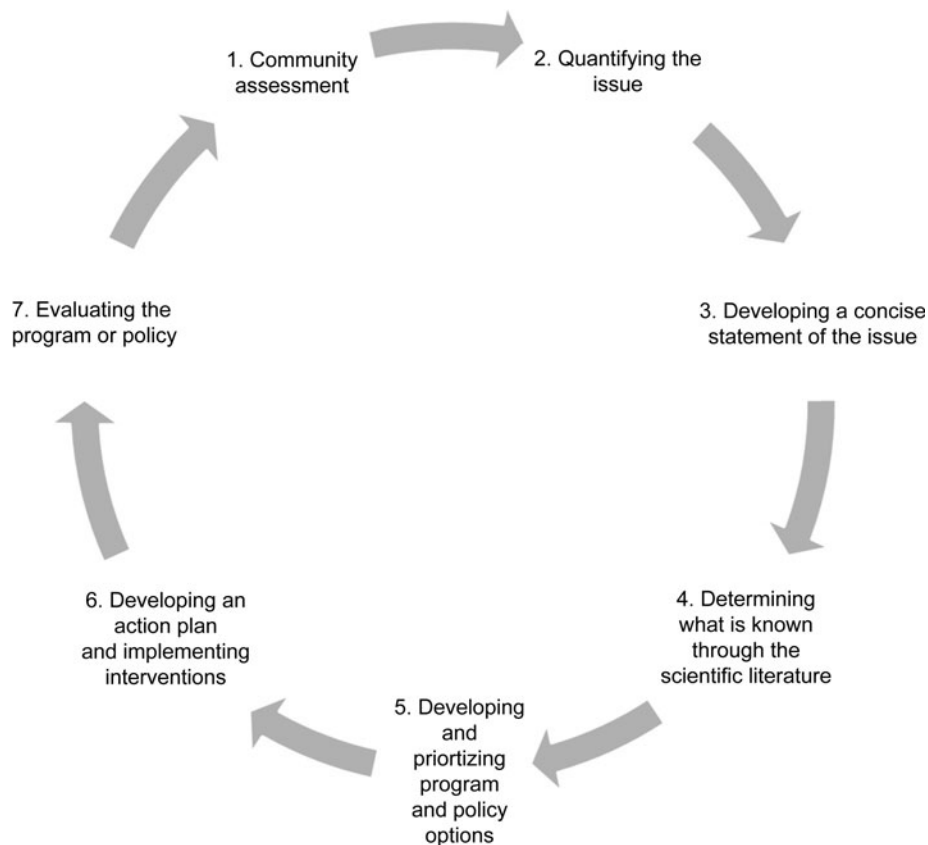 1. Community
assessment
2. Quantifying the
issue
3. Developing a concise
statement of the issue
4. Determining
what is known
through the
scientific literature
5. Developing
and
priortizing
program
and policy
options
6. Developing an
action plan
and implementing
interventions
7. Evaluating the
program or policy